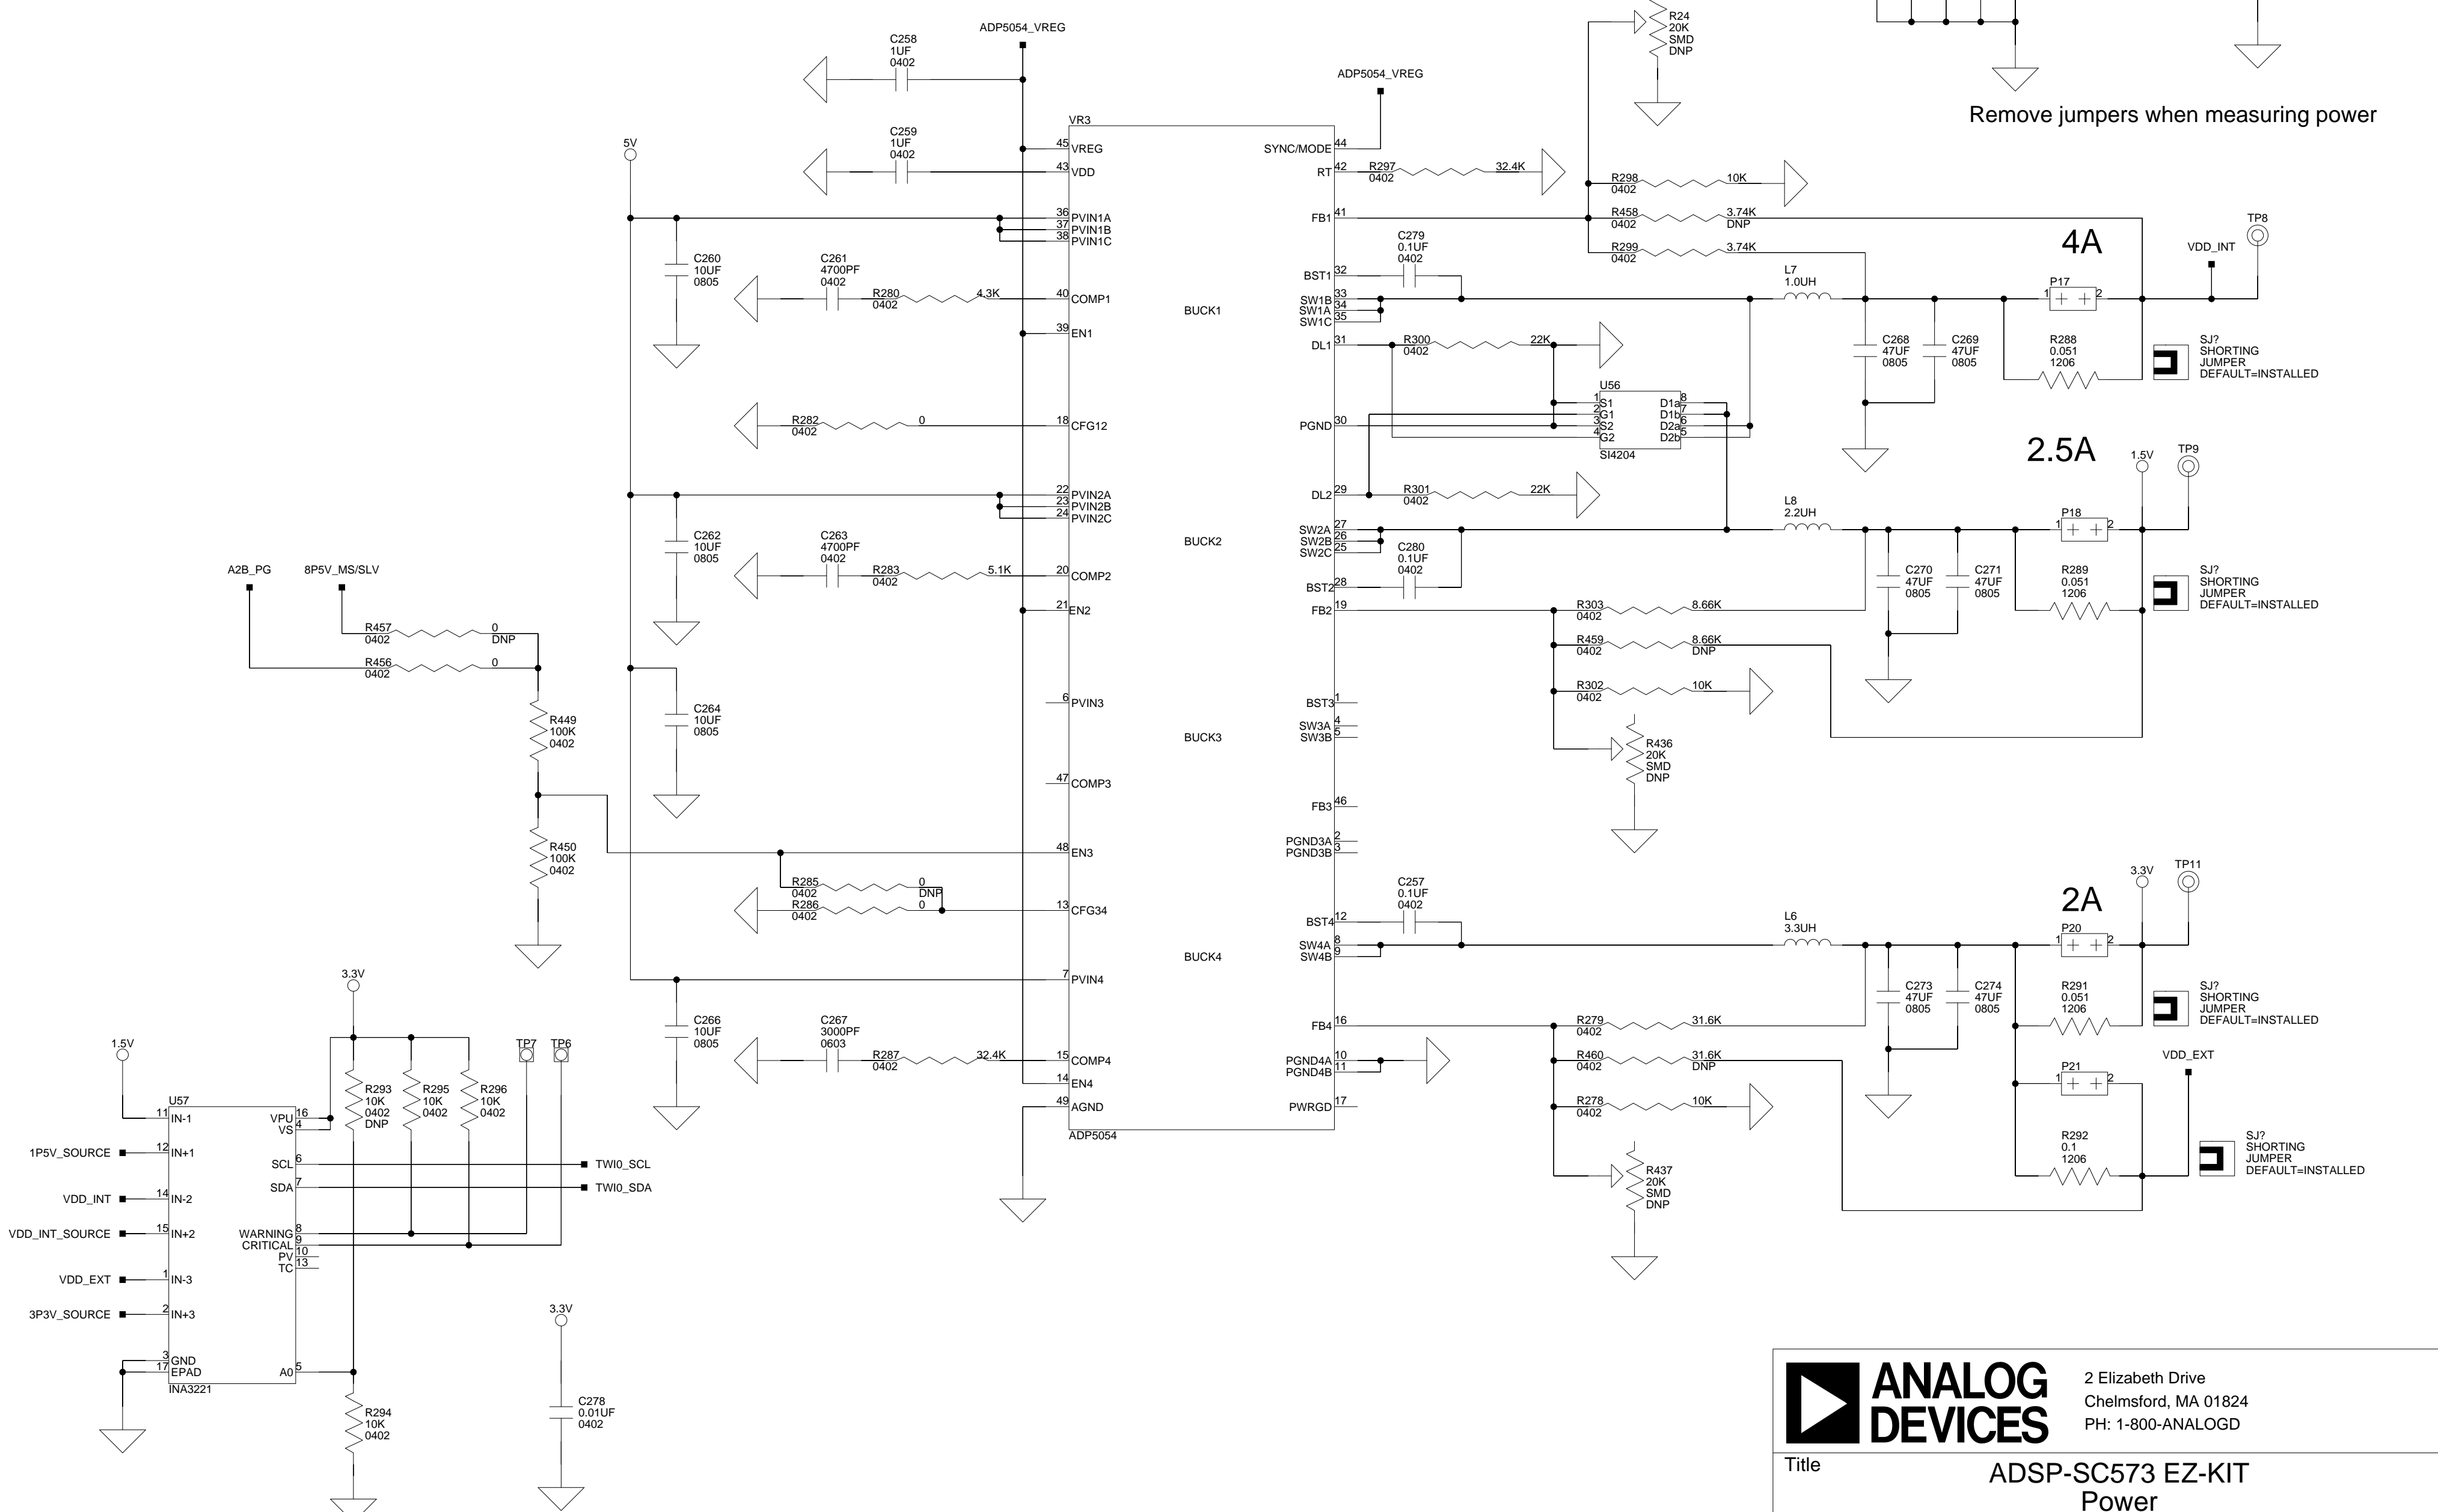 ADP5054_VREG
C258
1UF
0402
C259
1UF
0402
5V
ADP5054_VREG
R24
20K
SMD
DNP
Remove jumpers when measuring power
VR3
45 VREG
43 VDD
36 PVIN1A
37 PVIN1B
38 PVIN1C
40 COMP1
39 EN1
18 CFG12
22 PVIN2A
23 PVIN2B
24 PVIN2C
20 COMP2
21 EN2
6 PVIN3
47 COMP3
48 EN3
13 CFG34
7 PVIN4
15 COMP4
14 EN4
49 AGND
ADP5054
BUCK1
BUCK2
BUCK3
BUCK4
SYNC/MODE 44
RT 42
FB1 41
BST1 32
SW1B 33
SW1A 34
SW1C 35
DL1 31
PGND 30
DL2 29
SW2A 27
SW2B 26
SW2C 25
BST2 28
FB2 19
BST3 1
SW3A 4
SW3B 5
FB3 46
PGND3A 2
PGND3B 3
BST4 12
SW4A 8
SW4B 9
FB4 16
PGND4A 10
PGND4B 11
PWRGD 17
C260
10UF
0805
C261
4700PF
0402
R280 4.3K
0402
R282 0
0402
C262
10UF
0805
C263
4700PF
0402
R283 5.1K
0402
C264
10UF
0805
R285 0
0402 DNP
R286 0
0402
C266
10UF
0805
C267
3000PF
0603
R287 32.4K
0402
A2B_PG
8P5V_MS/SLV
R457 0
0402 DNP
R456 0
0402
R449
100K
0402
R450
100K
0402
R297 32.4K
0402
R298 10K
0402
R458 3.74K
0402 DNP
R299 3.74K
0402
C279
0.1UF
0402
L7
1.0UH
4A
TP8
VDD_INT
P17
1 2
C268
47UF
0805
C269
47UF
0805
R288
0.051
1206
SJ?
SHORTING
JUMPER
DEFAULT=INSTALLED
R300 22K
0402
U56
1 S1 D1a 8
2 G1 D1b 7
3 S2 D2a 6
4 G2 D2b 5
SI4204
R301 22K
0402
L8
2.2UH
2.5A
1.5V
TP9
P18
1 2
C280
0.1UF
0402
C270
47UF
0805
C271
47UF
0805
R289
0.051
1206
SJ?
SHORTING
JUMPER
DEFAULT=INSTALLED
R303 8.66K
0402
R459 8.66K
0402 DNP
R302 10K
0402
R436
20K
SMD
DNP
C257
0.1UF
0402
L6
3.3UH
2A
3.3V
TP11
P20
1 2
C273
47UF
0805
C274
47UF
0805
R291
0.051
1206
SJ?
SHORTING
JUMPER
DEFAULT=INSTALLED
R279 31.6K
0402
R460 31.6K
0402 DNP
R278 10K
0402
R437
20K
SMD
DNP
VDD_EXT
P21
1 2
R292
0.1
1206
SJ?
SHORTING
JUMPER
DEFAULT=INSTALLED
3.3V
1.5V
TP7
TP6
R293
10K
0402
DNP
R295
10K
0402
R296
10K
0402
U57
11 IN-1
1P5V_SOURCE 12 IN+1
VDD_INT 14 IN-2
VDD_INT_SOURCE 15 IN+2
VDD_EXT 1 IN-3
3P3V_SOURCE 2 IN+3
3 GND
17 EPAD
INA3221
VPU 16
VS 4
SCL 6 TWI0_SCL
SDA 7 TWI0_SDA
WARNING 8
CRITICAL 9
PV 10
TC 13
A0 5
R294
10K
0402
3.3V
C278
0.01UF
0402
ANALOG
DEVICES
2 Elizabeth Drive
Chelmsford, MA 01824
PH: 1-800-ANALOGD
Title
ADSP-SC573 EZ-KIT
Power